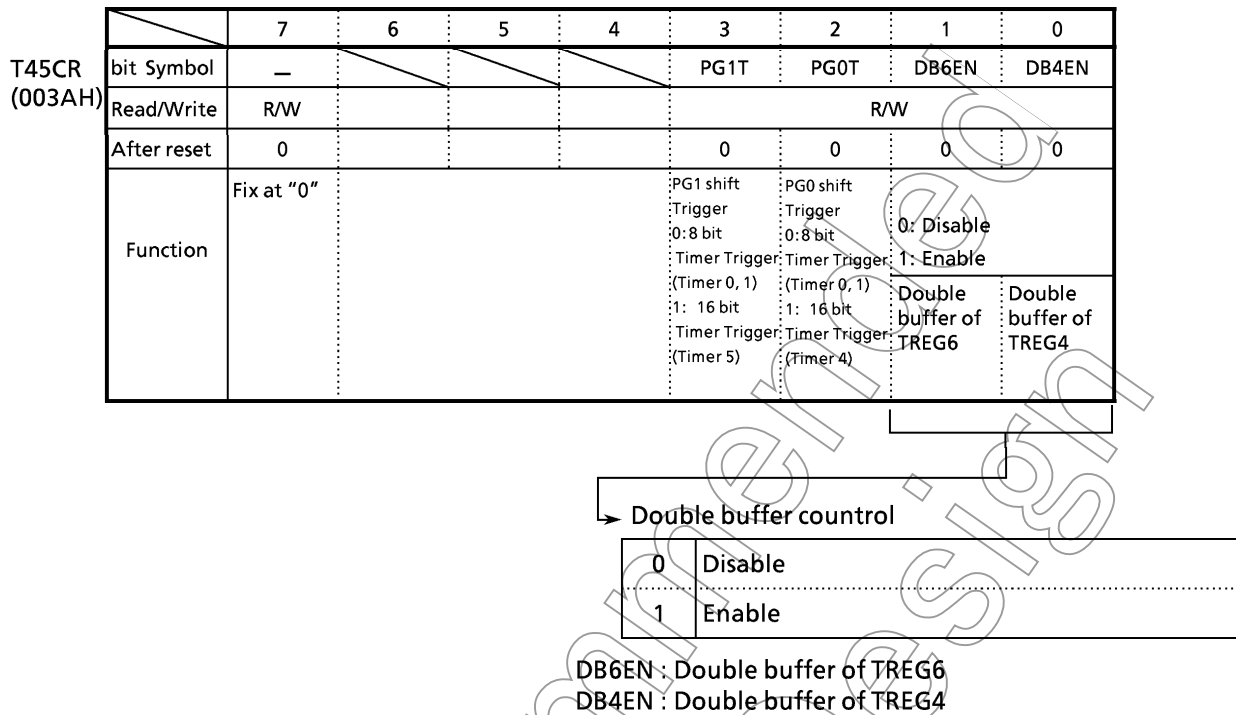 7 6 5 4 3 2 1 0
T45CR
(003AH)
bit Symbol — PG1T PG0T DB6EN DB4EN
Read/Write R/W R/W
After reset 0 0 0 0 0
Function
Fix at "0"
PG1 shift
Trigger
0:8 bit
Timer Trigger
(Timer 0, 1)
1: 16 bit
Timer Trigger
(Timer 5)
PG0 shift
Trigger
0:8 bit
Timer Trigger
(Timer 0, 1)
1: 16 bit
Timer Trigger
(Timer 4)
0: Disable
1: Enable
Double
buffer of
TREG6
Double
buffer of
TREG4
Double buffer countrol
0 Disable
1 Enable
DB6EN : Double buffer of TREG6
DB4EN : Double buffer of TREG4